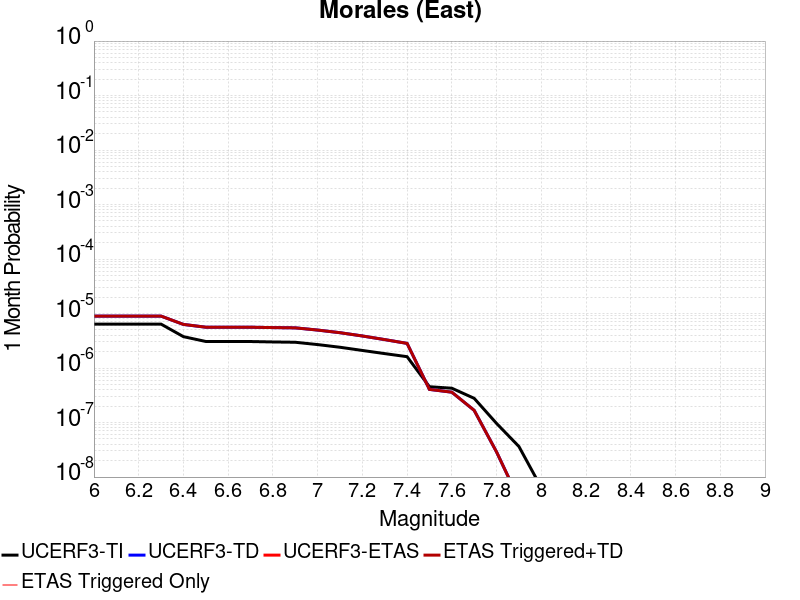 Morales (East)
10^0
10^-1
10^-2
10^-3
10^-4
10^-5
10^-6
10^-7
10^-8
1 Month Probability
6 6.2 6.4 6.6 6.8 7 7.2 7.4 7.6 7.8 8 8.2 8.4 8.6 8.8 9
Magnitude
UCERF3-TI UCERF3-TD UCERF3-ETAS ETAS Triggered+TD
ETAS Triggered Only